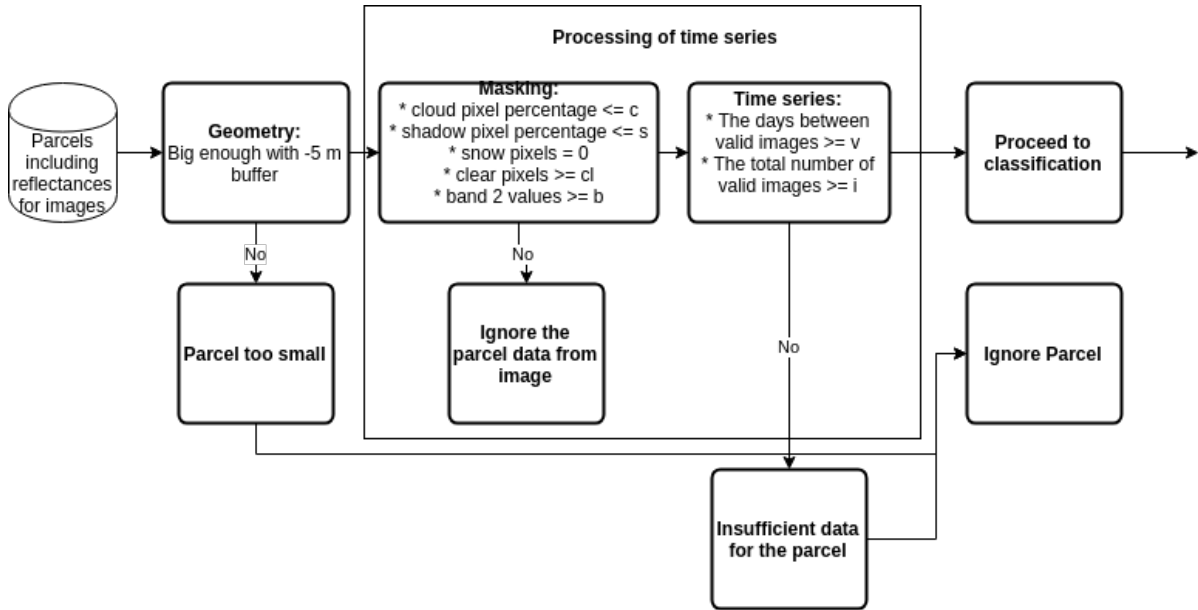 Processing of time series
Parcels
including
reflectances
for images
Geometry:
Big enough with -5 m
buffer
Masking:
* cloud pixel percentage <= c
* shadow pixel percentage <= s
* snow pixels = 0
* clear pixels >= cl
* band 2 values >= b
Time series:
* The days between
valid images >= v
* The total number of
valid images >= i
Proceed to
classification
No
No
No
Parcel too small
Ignore the
parcel data from
image
Ignore Parcel
Insufficient data
for the parcel